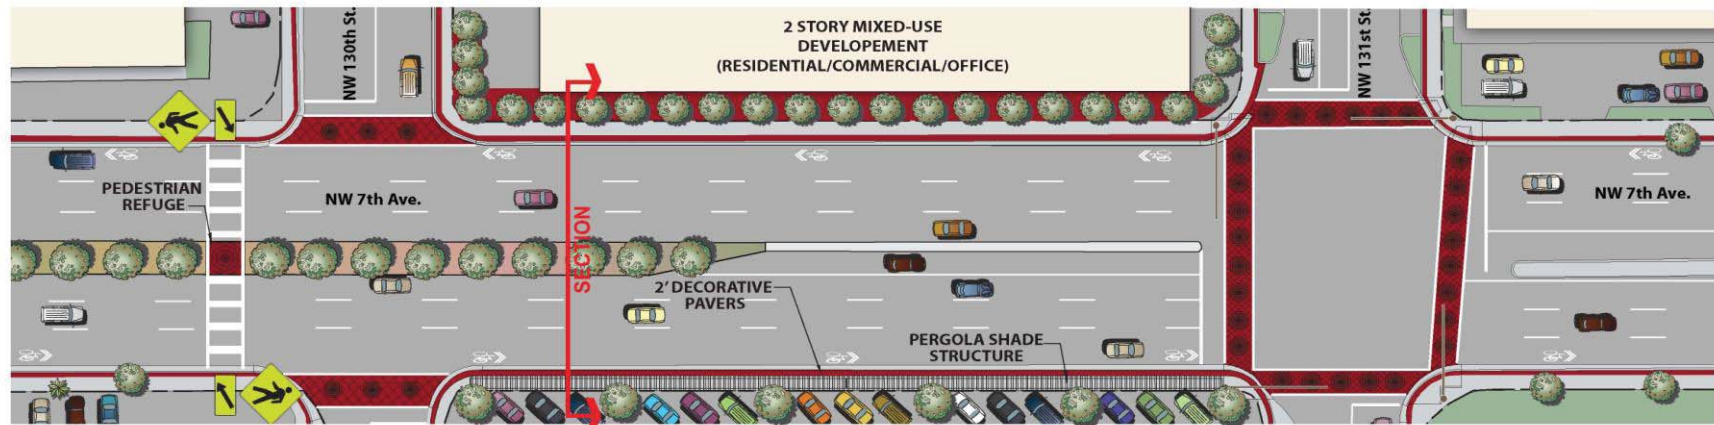 NW 130th St.
2 STORY MIXED-USE
DEVELOPEMENT
(RESIDENTIAL/COMMERCIAL/OFFICE)
NW 131st St.
PEDESTRIAN
REFUGE
NW 7th Ave.
NW 7th Ave.
SECTION
2' DECORATIVE
PAVERS
PERGOLA SHADE
STRUCTURE